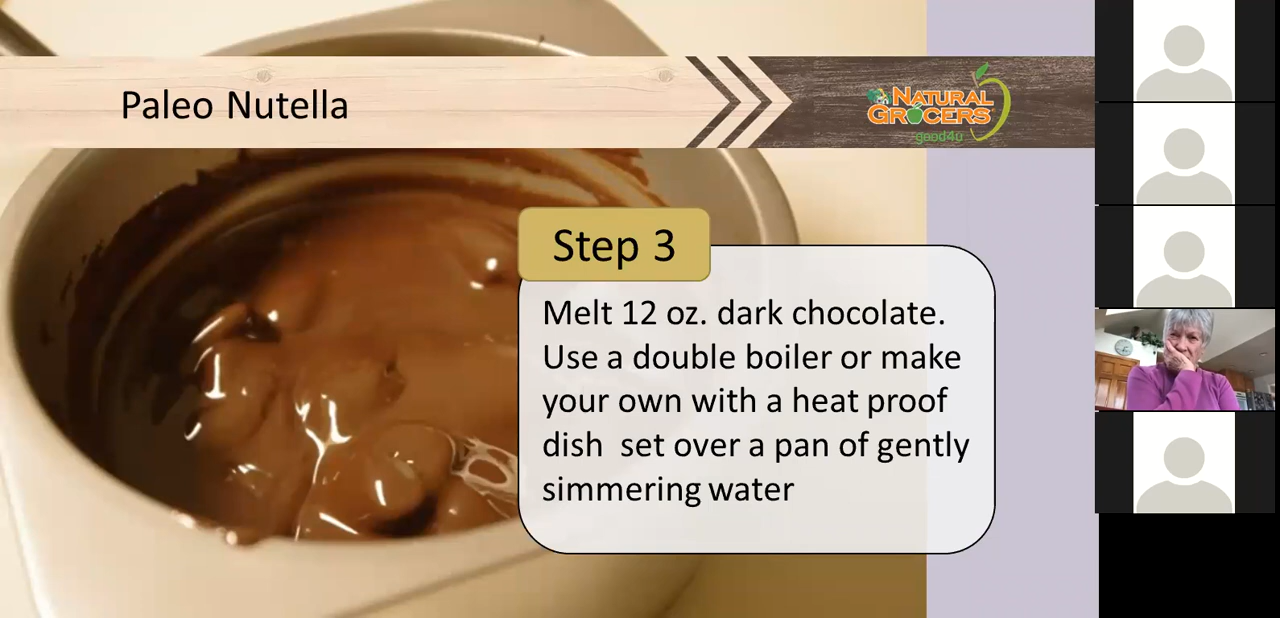 Paleo Nutella
NATURAL
GROCERS
good4u
Step 3
Melt 12 oz. dark chocolate.
Use a double boiler or make
your own with a heat proof
dish  set over a pan of gently
simmering water